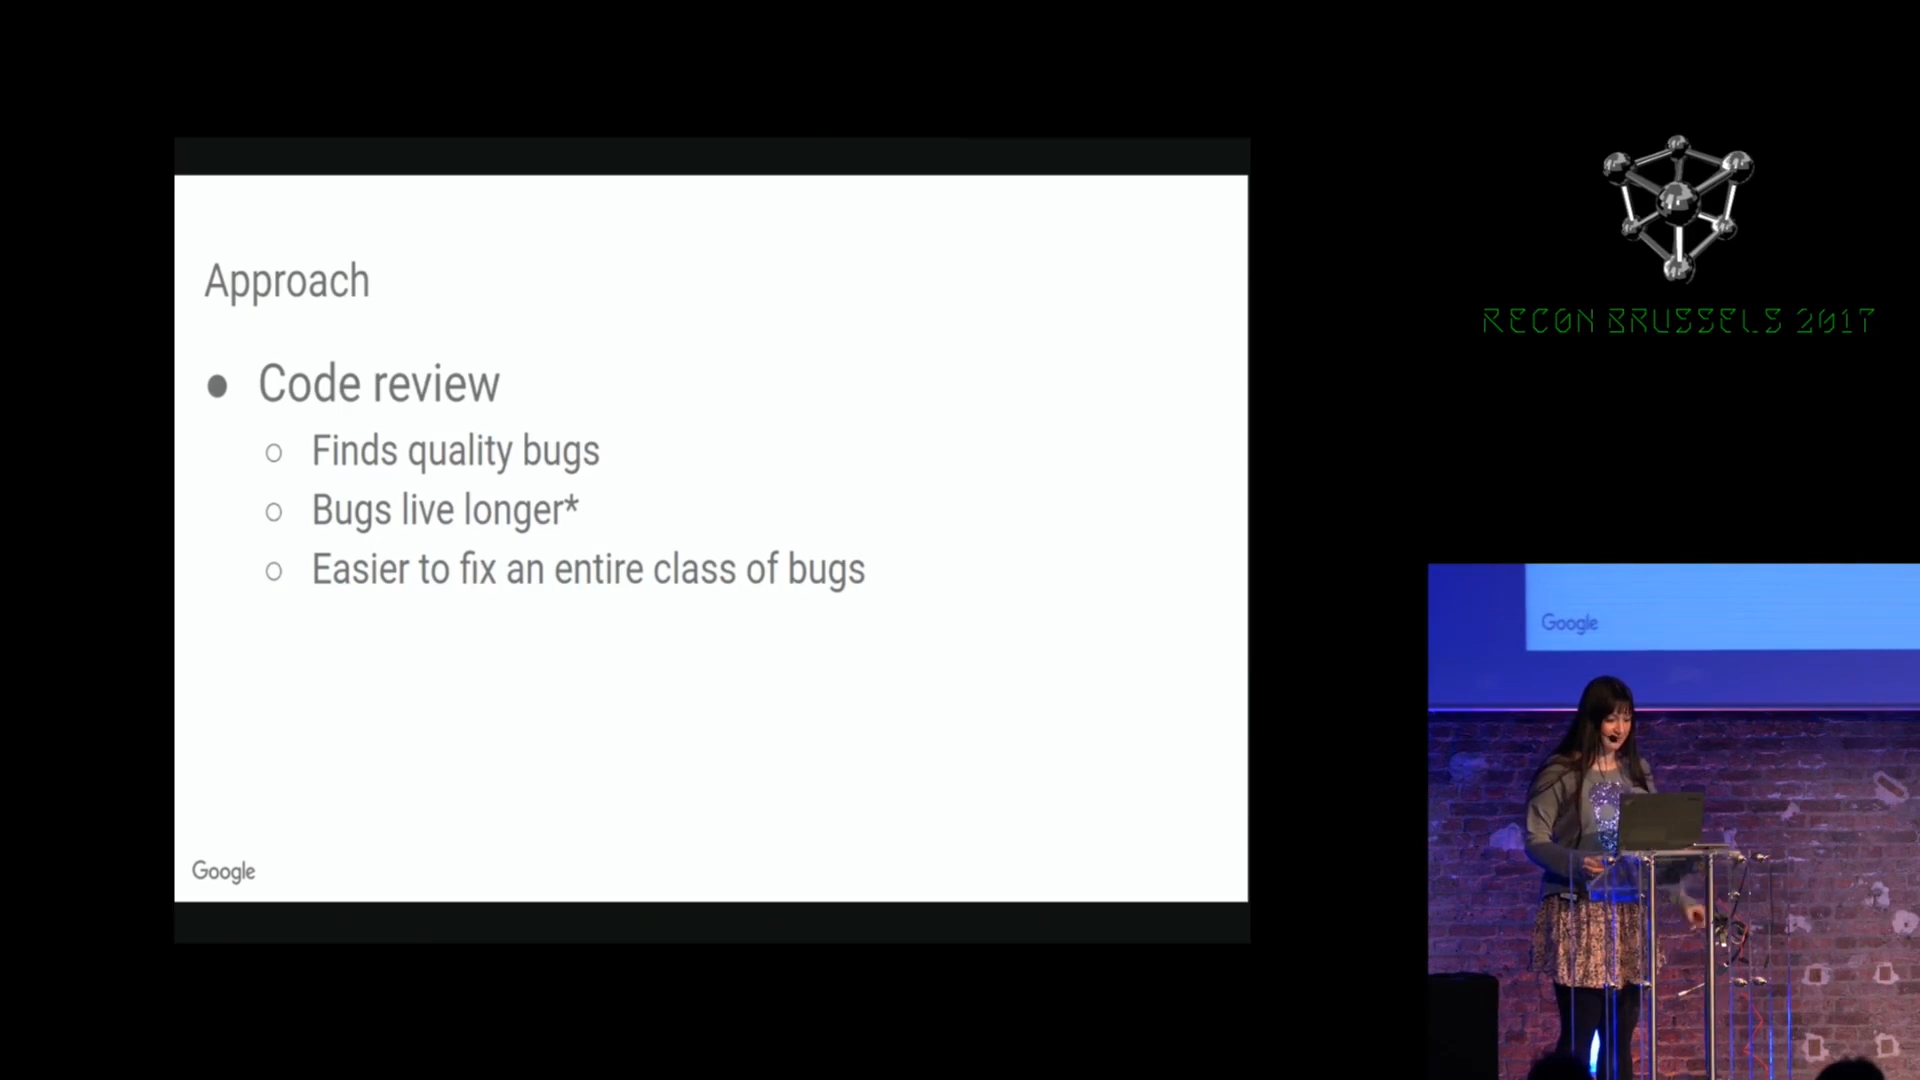 Approach
● Code review
○ Finds quality bugs
○ Bugs live longer*
○ Easier to fix an entire class of bugs
Google
RECON BRUSSELS 2017
Google